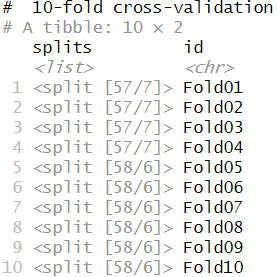 #  10-fold cross-validation
# A tibble: 10 × 2
splits id
<list> <chr>
1 <split [57/7]> Fold01
2 <split [57/7]> Fold02
3 <split [57/7]> Fold03
4 <split [57/7]> Fold04
5 <split [58/6]> Fold05
6 <split [58/6]> Fold06
7 <split [58/6]> Fold07
8 <split [58/6]> Fold08
9 <split [58/6]> Fold09
10 <split [58/6]> Fold10